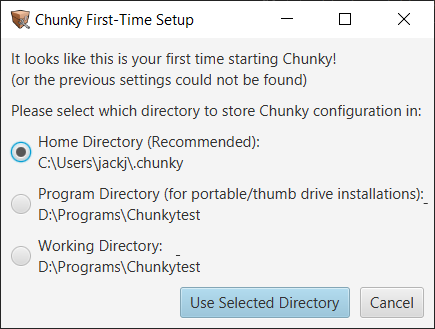 Chunky First-Time Setup
It looks like this is your first time starting Chunky!
(or the previous settings could not be found)
Please select which directory to store Chunky configuration in:
Home Directory (Recommended):
C:\Users\jackj\.chunky
Program Directory (for portable/thumb drive installations):
D:\Programs\Chunkytest
Working Directory:
D:\Programs\Chunkytest
Use Selected Directory
Cancel